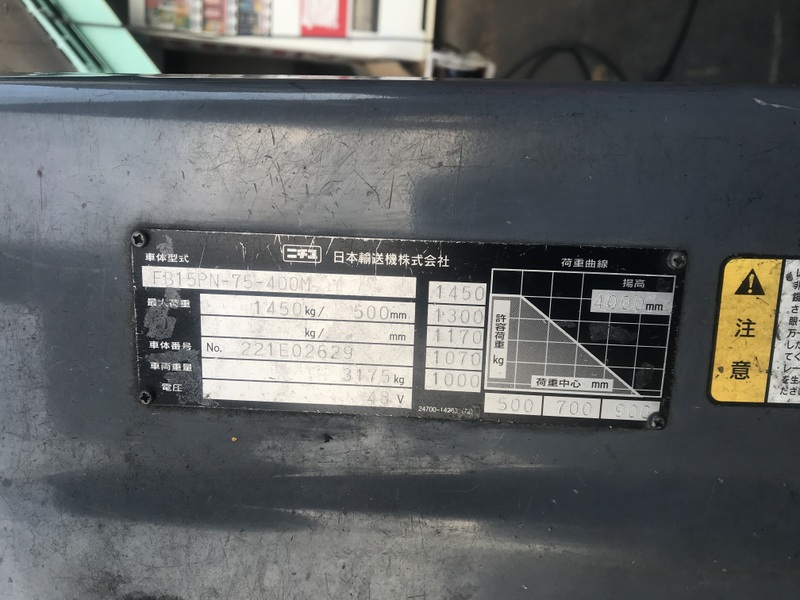 ニチユ 日本輸送機株式会社
車体型式
FB15PN-75-400M
最大荷重 1450kg/ 500mm
kg/ mm
車体番号 No. 221E02629
車両重量 3175kg
電圧 48 V
24700-14263
1450
1300
1170
1070
1000
荷重曲線
揚高
4000mm
許容荷重 kg
荷重中心 mm
500 700 900
注意